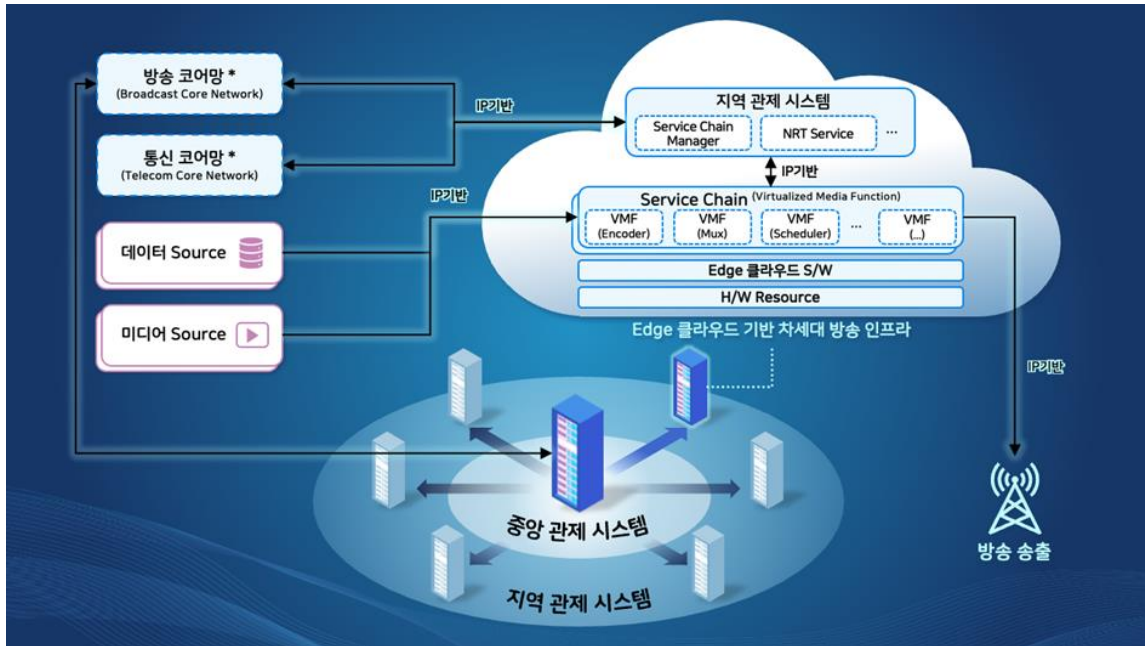 방송 코어망 *
(Broadcast Core Network)
통신 코어망 *
(Telecom Core Network)
데이터 Source
미디어 Source
IP기반
IP기반
지역 관제 시스템
Service Chain
Manager
NRT Service
...
IP기반
Service Chain (Virtualized Media Function)
VMF
(Encoder)
VMF
(Mux)
VMF
(Scheduler)
...
VMF
(...)
Edge 클라우드 S/W
H/W Resource
Edge 클라우드 기반 차세대 방송 인프라
IP기반
중앙 관제 시스템
지역 관제 시스템
방송 송출